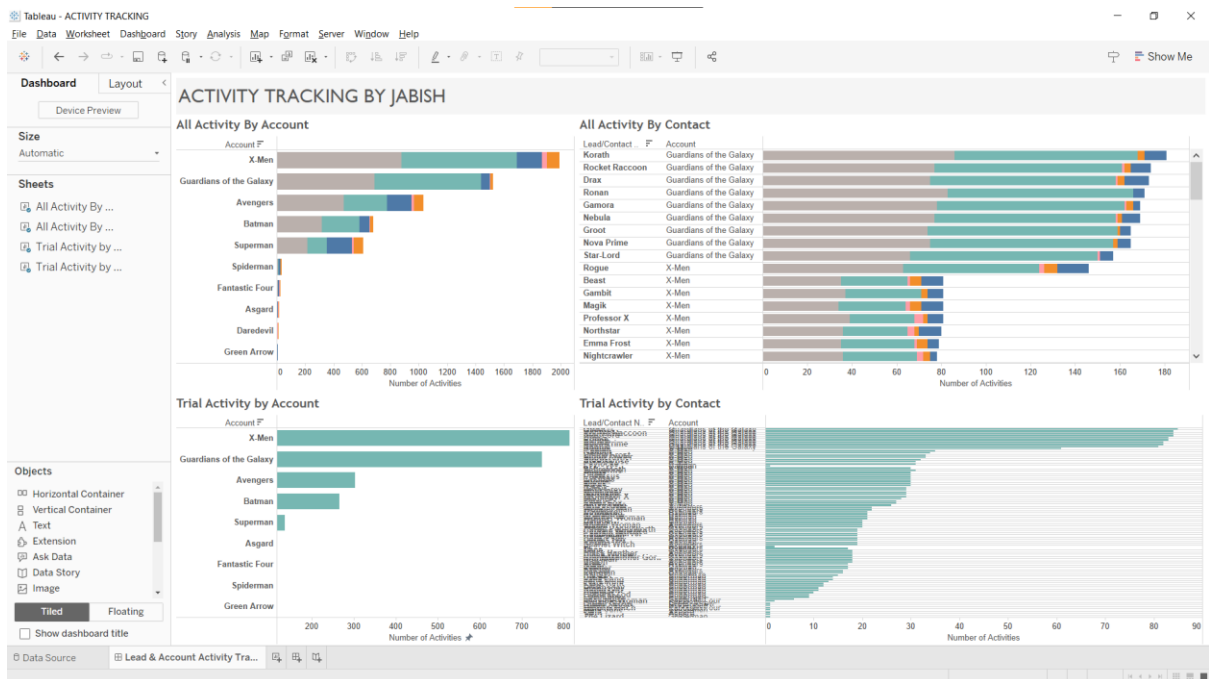 Tableau - ACTIVITY TRACKING
File Data Worksheet Dashboard Story Analysis Map Format Server Window Help
Show Me
Dashboard Layout
Device Preview
Size
Automatic
Sheets
All Activity By ...
All Activity By ...
Trial Activity by ...
Trial Activity by ...
Objects
Horizontal Container
Vertical Container
Text
Extension
Ask Data
Data Story
Image
Tiled Floating
Show dashboard title
ACTIVITY TRACKING BY JABISH
All Activity By Account
Account
X-Men
Guardians of the Galaxy
Avengers
Batman
Superman
Spiderman
Fantastic Four
Asgard
Daredevil
Green Arrow
0 200 400 600 800 1000 1200 1400 1600 1800 2000
Number of Activities
All Activity By Contact
Lead/Contact .. Account
Korath Guardians of the Galaxy
Rocket Raccoon Guardians of the Galaxy
Drax Guardians of the Galaxy
Ronan Guardians of the Galaxy
Gamora Guardians of the Galaxy
Nebula Guardians of the Galaxy
Groot Guardians of the Galaxy
Nova Prime Guardians of the Galaxy
Star-Lord Guardians of the Galaxy
Rogue X-Men
Beast X-Men
Gambit X-Men
Magik X-Men
Professor X X-Men
Northstar X-Men
Emma Frost X-Men
Nightcrawler X-Men
0 20 40 60 80 100 120 140 160 180
Number of Activities
Trial Activity by Account
Account
X-Men
Guardians of the Galaxy
Avengers
Batman
Superman
Asgard
Fantastic Four
Spiderman
Green Arrow
200 300 400 500 600 700 800
Number of Activities
Trial Activity by Contact
Lead/Contact N.. Account
0 10 20 30 40 50 60 70 80 90
Number of Activities
Data Source Lead & Account Activity Tra...